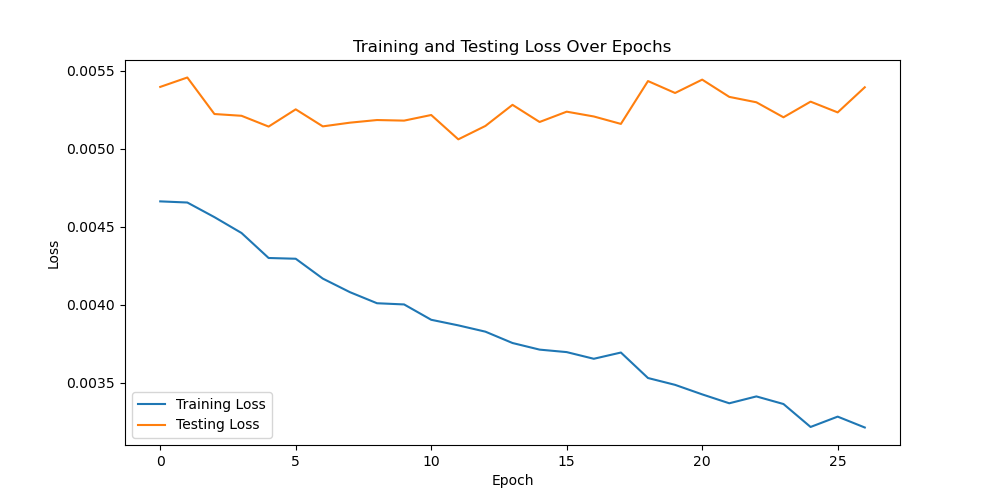 Training and Testing Loss Over Epochs
0.0055
0.0050
0.0045
0.0040
0.0035
Loss
Training Loss
Testing Loss
0 5 10 15 20 25
Epoch